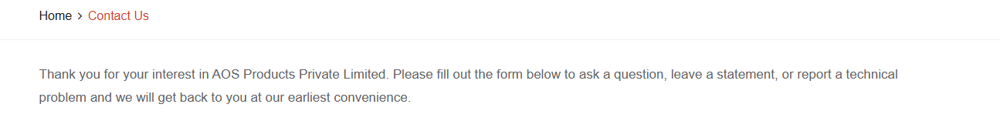 Home > Contact Us
Thank you for your interest in AOS Products Private Limited. Please fill out the form below to ask a question, leave a statement, or report a technical
problem and we will get back to you at our earliest convenience.